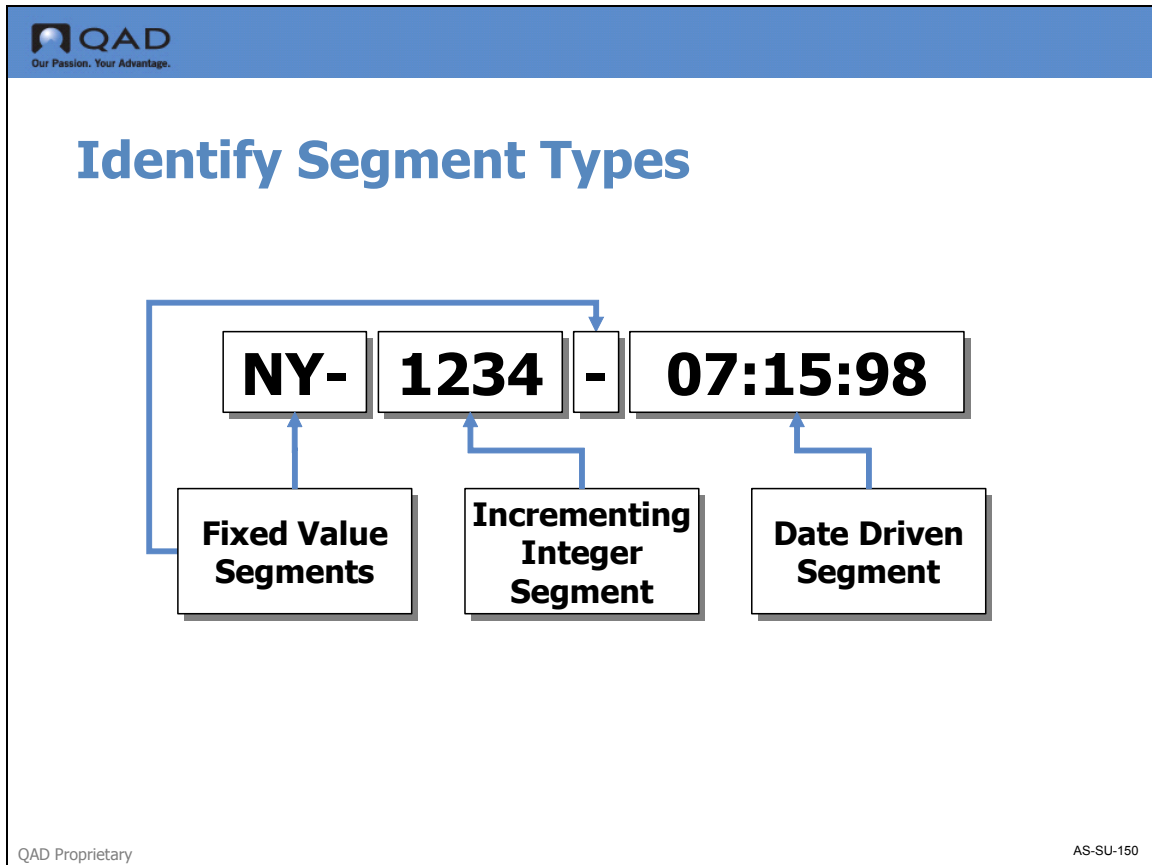 QAD
Our Passion. Your Advantage.
Identify Segment Types
NY- 1234 - 07:15:98
Fixed Value
Segments
Incrementing
Integer
Segment
Date Driven
Segment
QAD Proprietary
AS-SU-150